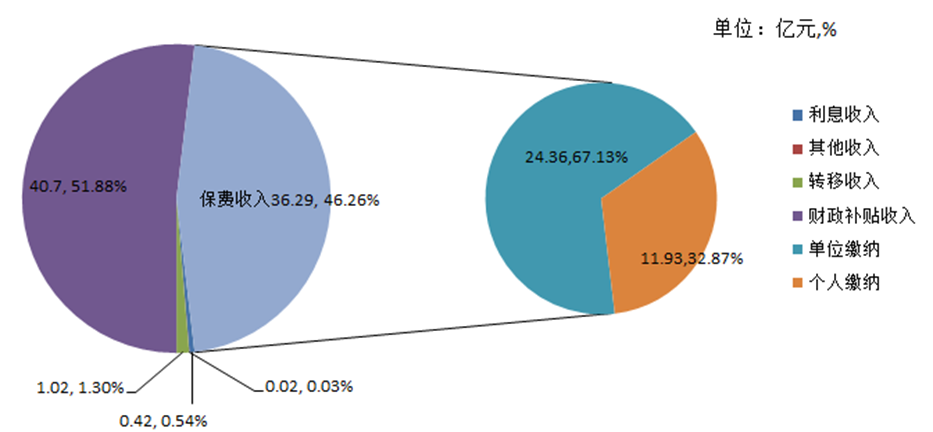 单位：亿元,%
40.7, 51.88%
保费收入36.29, 46.26%
1.02, 1.30%
0.42, 0.54%
0.02, 0.03%
24.36,67.13%
11.93,32.87%
利息收入
其他收入
转移收入
财政补贴收入
单位缴纳
个人缴纳